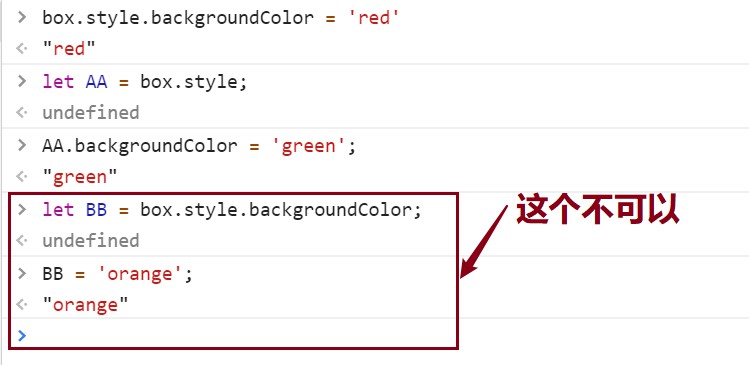 > box.style.backgroundColor = 'red'
<· "red"
> let AA = box.style;
<· undefined
> AA.backgroundColor = 'green';
<· "green"
> let BB = box.style.backgroundColor;
这个不可以
<· undefined
> BB = 'orange';
<· "orange"
>